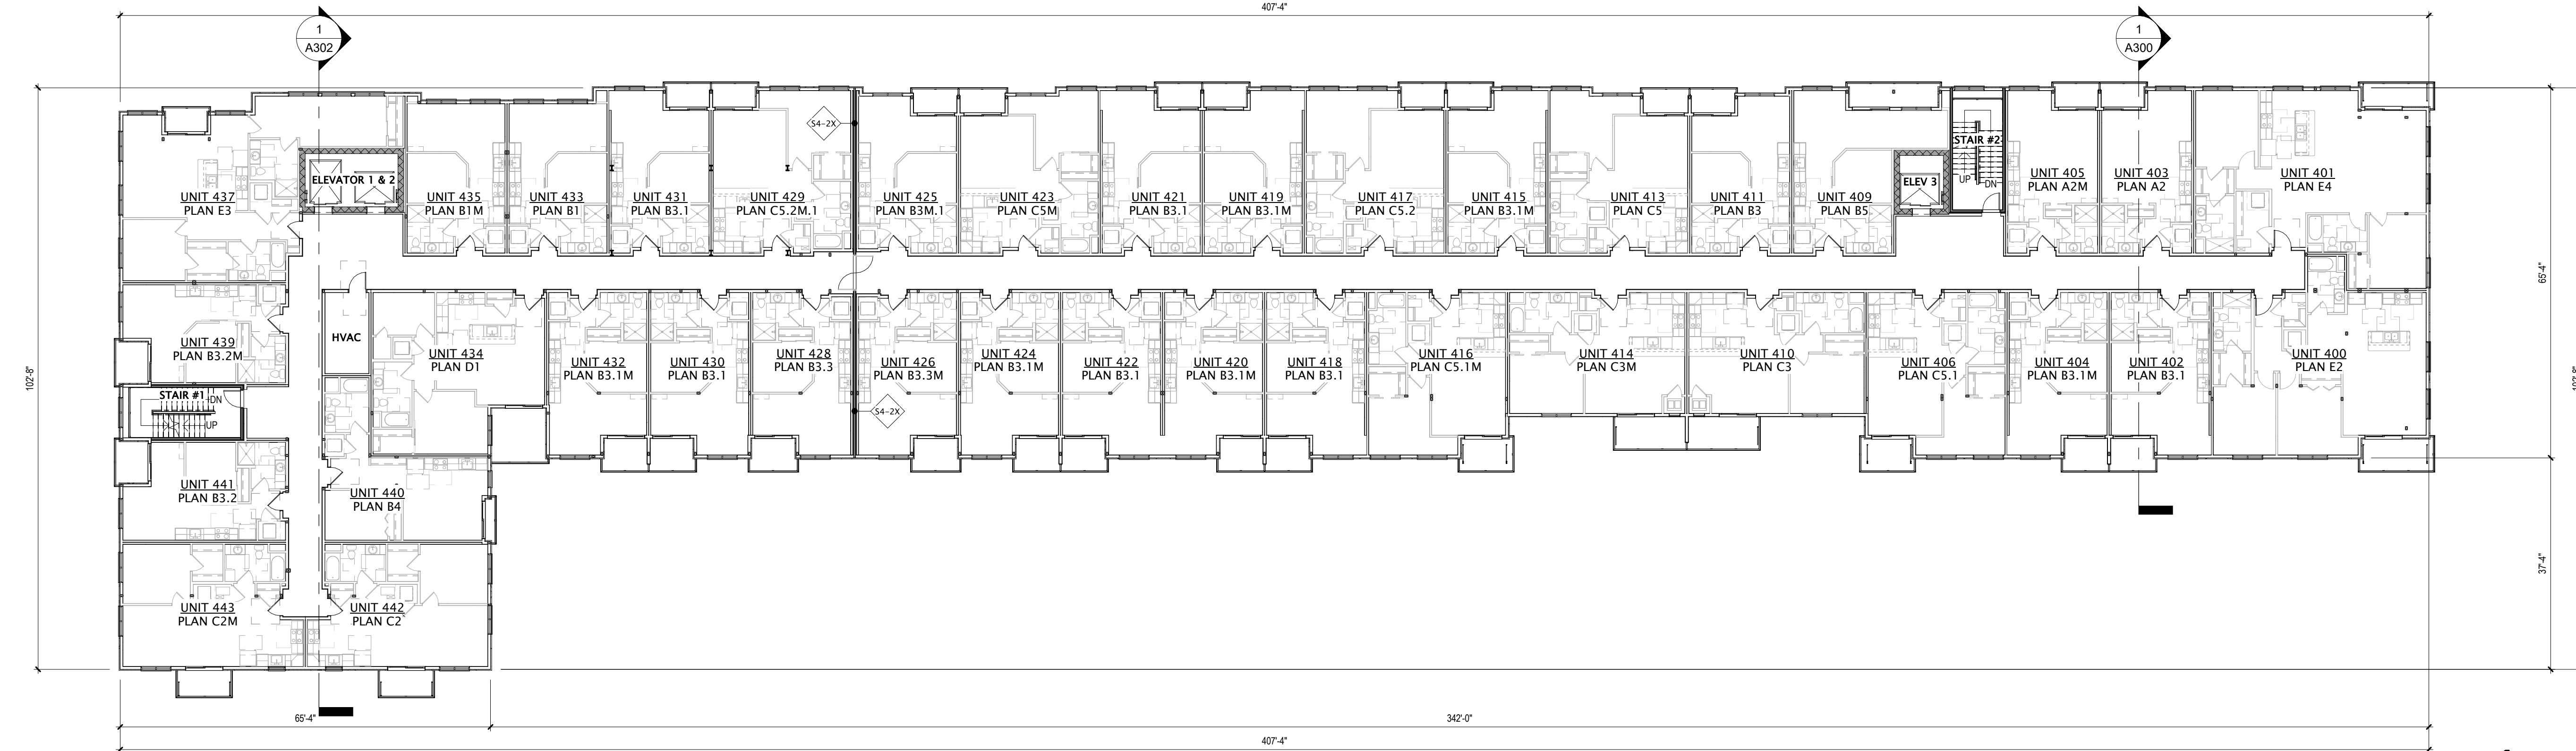 407'-4"
1
A302
1
A300
S4-2X
ELEVATOR 1 & 2
STAIR #2
UP
DN
ELEV 3
UNIT 437
PLAN E3
UNIT 435
PLAN B1M
UNIT 433
PLAN B1
UNIT 431
PLAN B3.1
UNIT 429
PLAN C5.2M.1
UNIT 425
PLAN B3M.1
UNIT 423
PLAN C5M
UNIT 421
PLAN B3.1
UNIT 419
PLAN B3.1M
UNIT 417
PLAN C5.2
UNIT 415
PLAN B3.1M
UNIT 413
PLAN C5
UNIT 411
PLAN B3
UNIT 409
PLAN B5
UNIT 405
PLAN A2M
UNIT 403
PLAN A2
UNIT 401
PLAN E4
65'-4"
102'-8"
102'-8"
UNIT 439
PLAN B3.2M
HVAC
UNIT 434
PLAN D1
UNIT 432
PLAN B3.1M
UNIT 430
PLAN B3.1
UNIT 428
PLAN B3.3
UNIT 426
PLAN B3.3M
UNIT 424
PLAN B3.1M
UNIT 422
PLAN B3.1
UNIT 420
PLAN B3.1M
UNIT 418
PLAN B3.1
UNIT 416
PLAN C5.1M
UNIT 414
PLAN C3M
UNIT 410
PLAN C3
UNIT 406
PLAN C5.1
UNIT 404
PLAN B3.1M
UNIT 402
PLAN B3.1
UNIT 400
PLAN E2
STAIR #1
DN
UP
S4-2X
UNIT 441
PLAN B3.2
UNIT 440
PLAN B4
37'-4"
UNIT 443
PLAN C2M
UNIT 442
PLAN C2
65'-4"
342'-0"
407'-4"